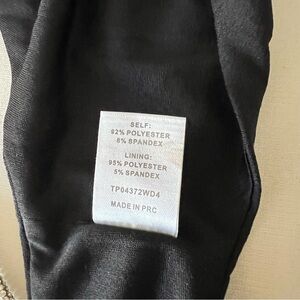 SELF:
92% POLYESTER
8% SPANDEX
LINING:
95% POLYESTER
5% SPANDEX
TP04372WD4
MADE IN PRC